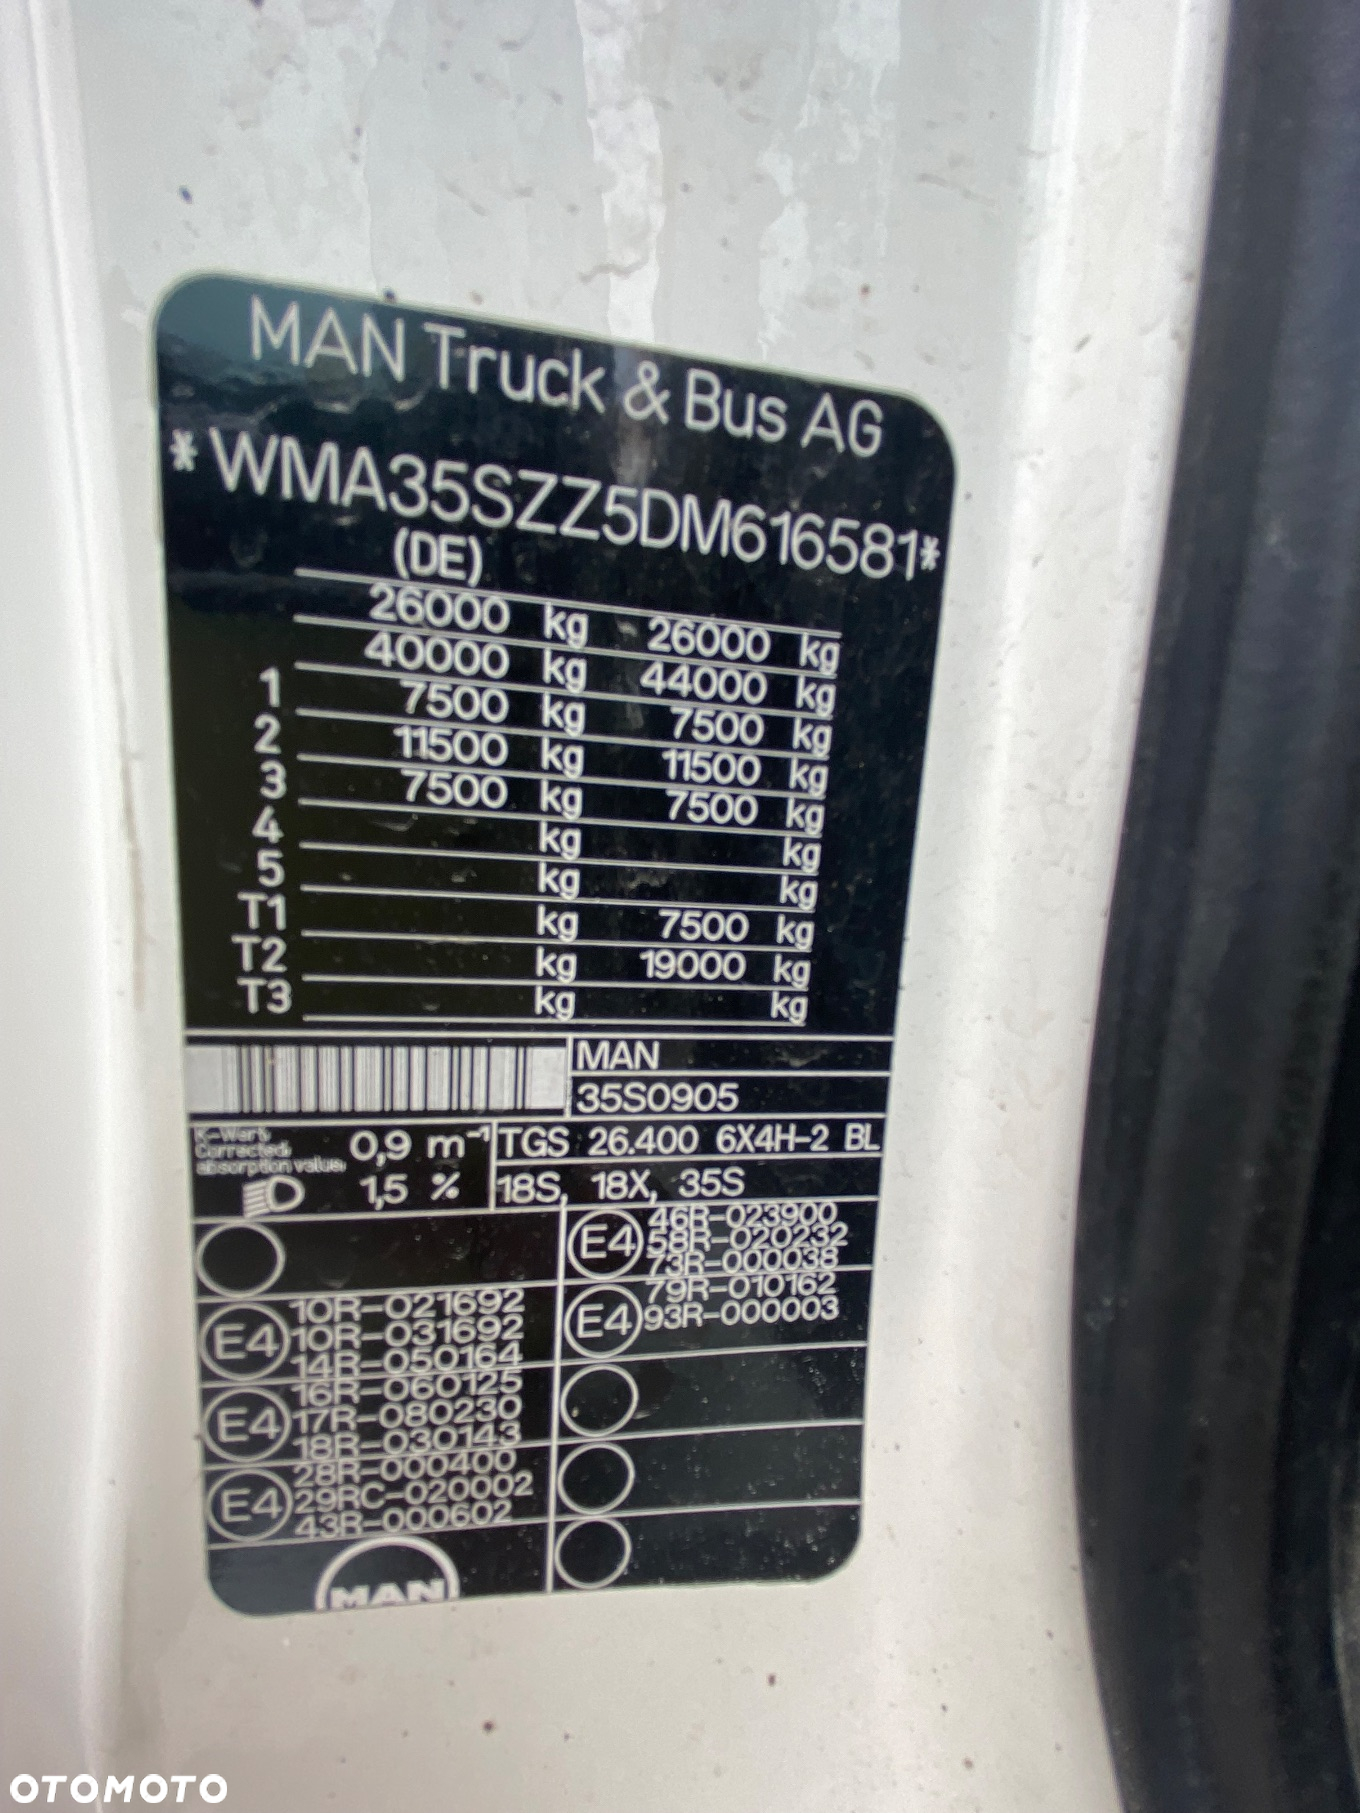 MAN Truck & Bus AG
*WMA35SZZ5DM616581*
(DE)
26000 kg 26000 kg
40000 kg 44000 kg
1 7500 kg 7500 kg
2 11500 kg 11500 kg
3 7500 kg 7500 kg
4 kg kg
5 kg kg
T1 kg 7500 kg
T2 kg 19000 kg
T3 kg kg
MAN
35S0905
K-Wert
Corrected
absorption value:
0,9 m⁻¹
1,5 %
TGS 26.400 6X4H-2 BL
18S, 18X, 35S
E4
46R-023900
58R-020232
73R-000038
E4
79R-010162
93R-000003
E4
10R-021692
10R-031692
14R-050164
E4
16R-060125
17R-080230
18R-030143
E4
28R-000400
29RC-020002
43R-000602
MAN
OTOMOTO